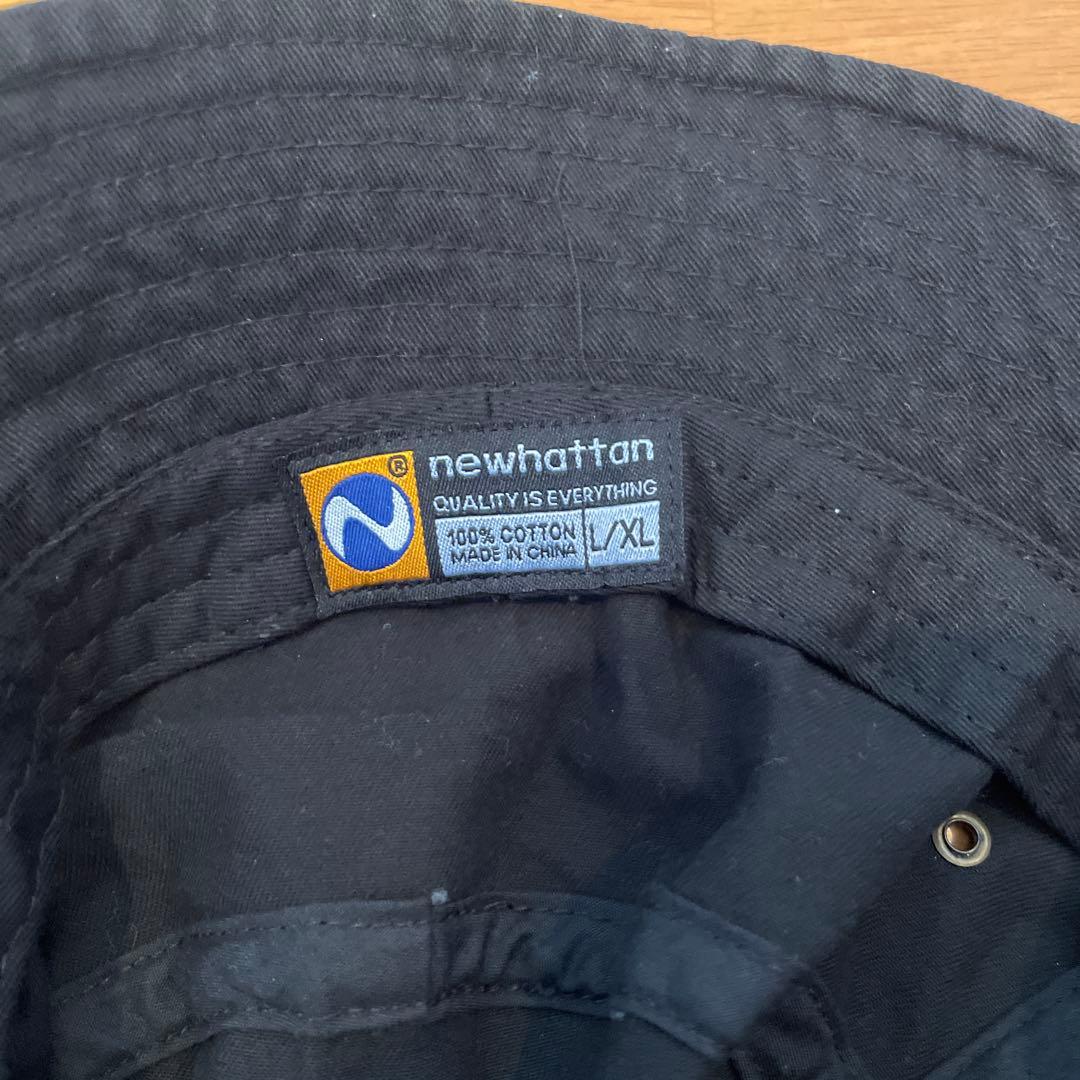 ®
newhattan
QUALITY IS EVERYTHING
100% COTTON
MADE IN CHINA
L/XL